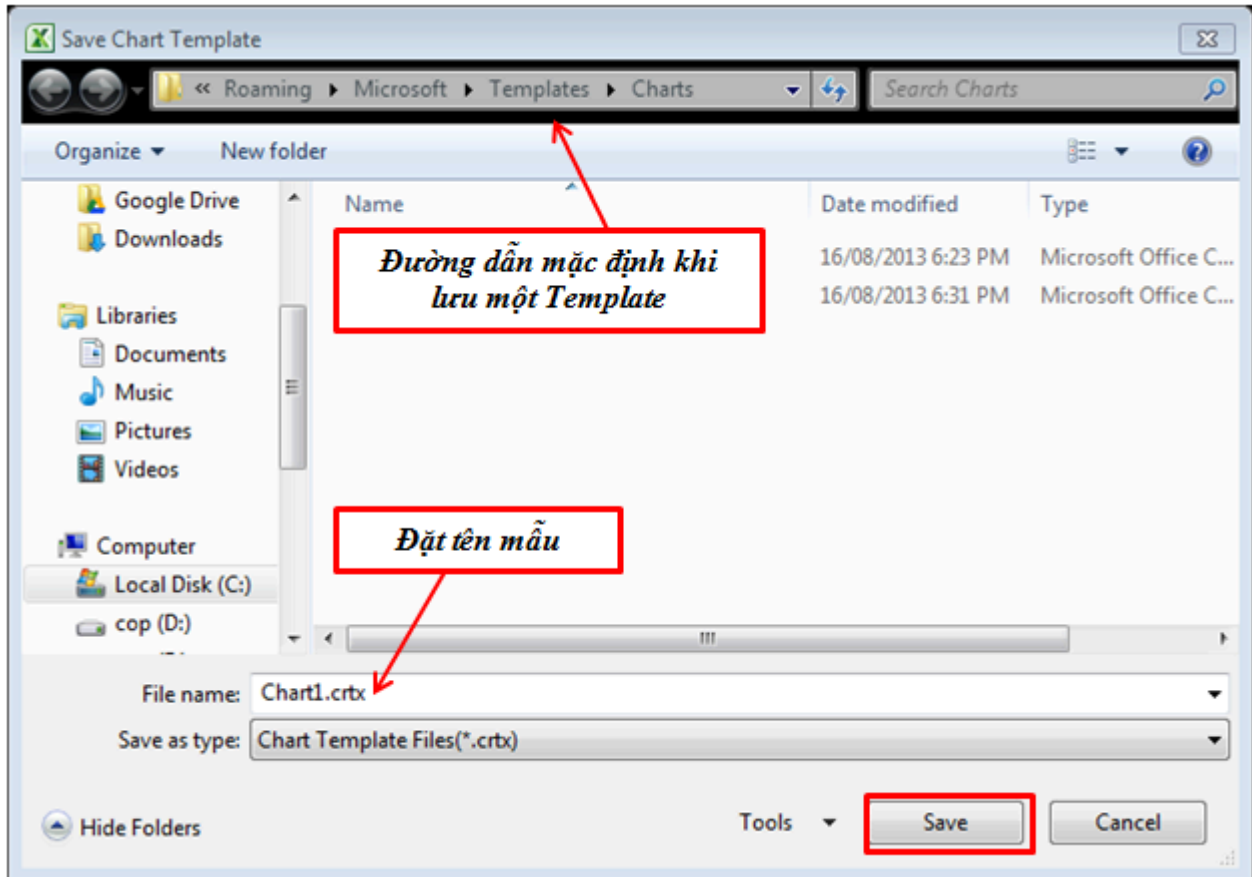 Save Chart Template
« Roaming ▸ Microsoft ▸ Templates ▸ Charts
Search Charts
Organize
New folder
Google Drive
Downloads
Libraries
Documents
Music
Pictures
Videos
Computer
Local Disk (C:)
cop (D:)
Name
Date modified
Type
16/08/2013 6:23 PM
Microsoft Office C...
16/08/2013 6:31 PM
Microsoft Office C...
Đường dẫn mặc định khi
lưu một Template
Đặt tên mẫu
File name: Chart1.crtx
Save as type: Chart Template Files(*.crtx)
Hide Folders
Tools
Save
Cancel